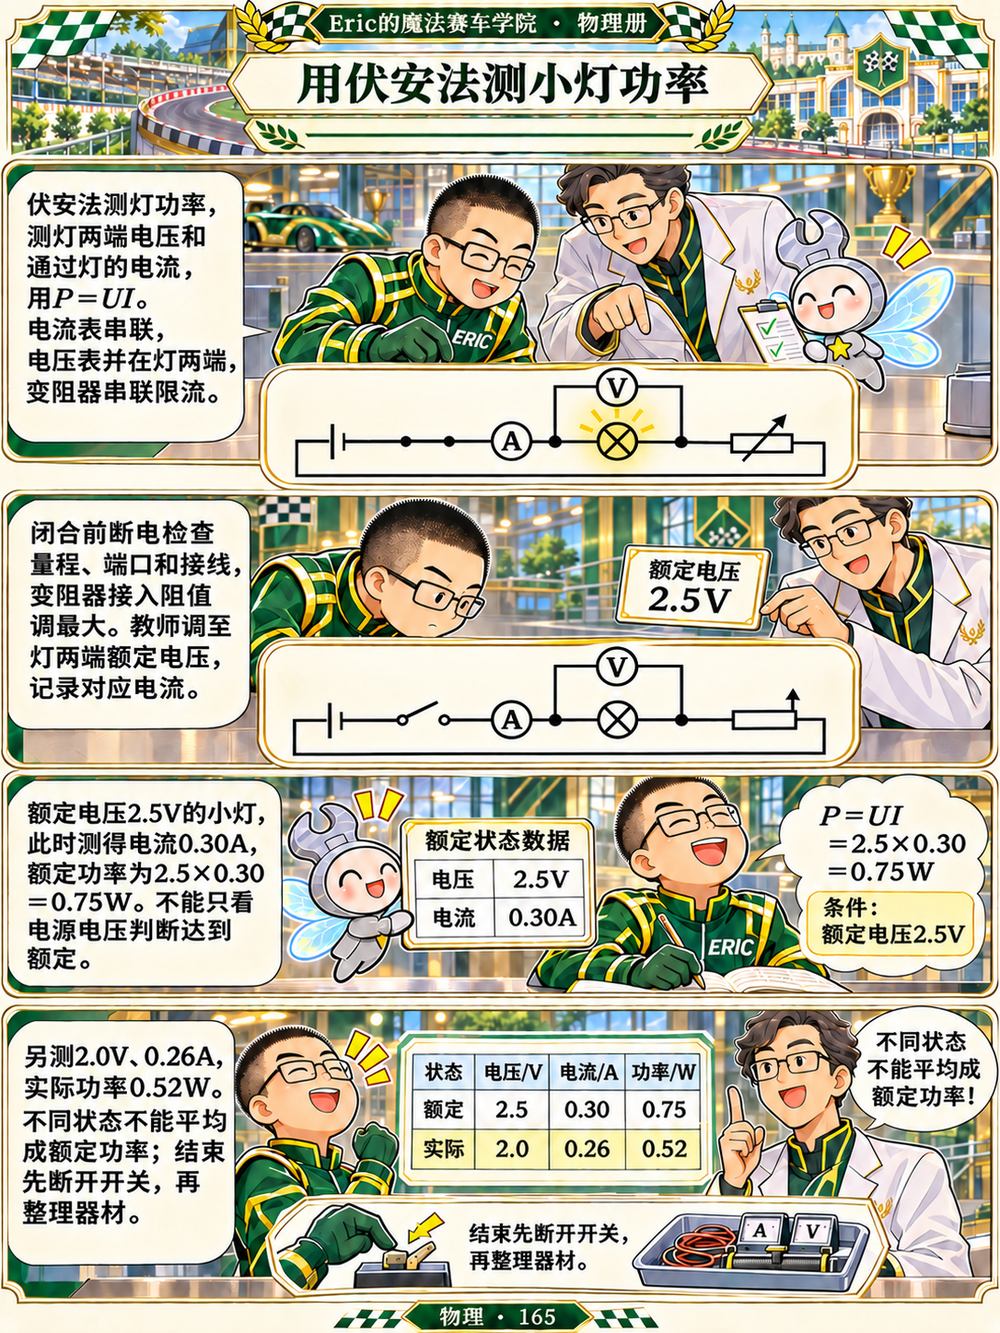 Eric的魔法赛车学院 · 物理册
用伏安法测小灯功率
伏安法测灯功率，
测灯两端电压和
通过灯的电流，
用P＝UI。
电流表串联，
电压表并在灯两端，
变阻器串联限流。
ERIC
V
A
闭合前断电检查
量程、端口和接线，
变阻器接入阻值
调最大。教师调至
灯两端额定电压，
记录对应电流。
额定电压
2.5V
V
A
额定电压2.5V的小灯，
此时测得电流0.30A，
额定功率为2.5×0.30
＝0.75W。不能只看
电源电压判断达到
额定。
额定状态数据
电压 2.5V
电流 0.30A
ERIC
P＝UI
＝2.5×0.30
＝0.75W
条件：
额定电压2.5V
另测2.0V、0.26A，
实际功率0.52W。
不同状态不能平均
成额定功率；结束
先断开开关，再
整理器材。
状态 电压/V 电流/A 功率/W
额定 2.5 0.30 0.75
实际 2.0 0.26 0.52
不同状态
不能平均成
额定功率！
结束先断开开关，
再整理器材。
A V
物理 · 165